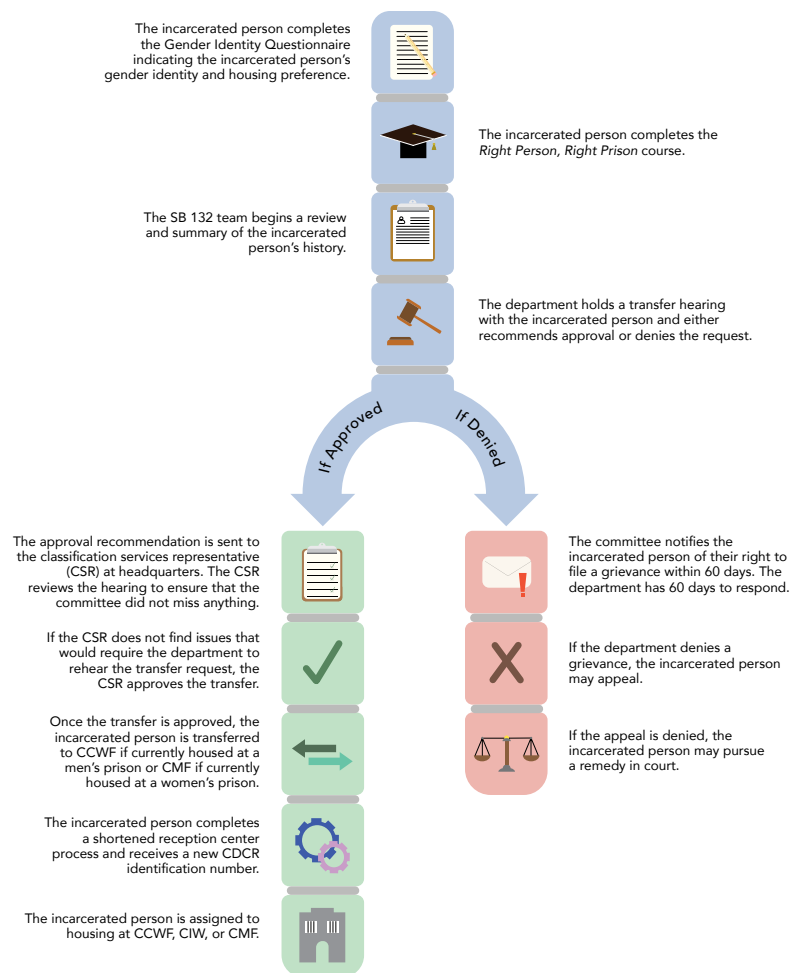 The incarcerated person completes
the Gender Identity Questionnaire
indicating the incarcerated person's
gender identity and housing preference.
The incarcerated person completes the
Right Person, Right Prison course.
The SB 132 team begins a review
and summary of the incarcerated
person's history.
The department holds a transfer hearing
with the incarcerated person and either
recommends approval or denies the request.
If Approved
If Denied
The approval recommendation is sent to
the classification services representative
(CSR) at headquarters. The CSR
reviews the hearing to ensure that the
committee did not miss anything.
If the CSR does not find issues that
would require the department to
rehear the transfer request, the
CSR approves the transfer.
Once the transfer is approved, the
incarcerated person is transferred
to CCWF if currently housed at a
men's prison or CMF if currently
housed at a women's prison.
The incarcerated person completes
a shortened reception center
process and receives a new CDCR
identification number.
The incarcerated person is assigned to
housing at CCWF, CIW, or CMF.
The committee notifies the
incarcerated person of their right to
file a grievance within 60 days. The
department has 60 days to respond.
If the department denies a
grievance, the incarcerated person
may appeal.
If the appeal is denied, the
incarcerated person may pursue
a remedy in court.